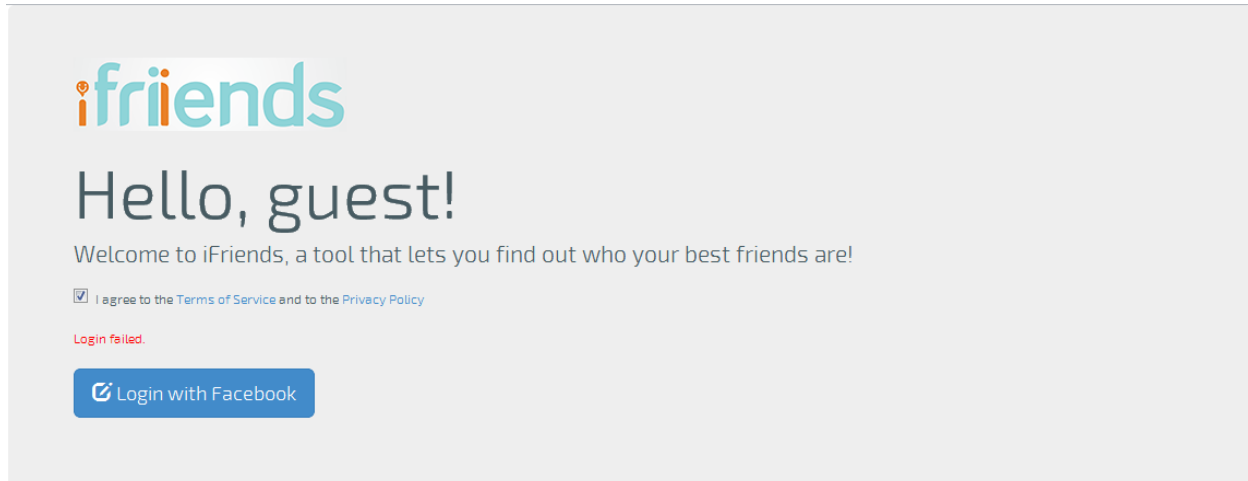 ifriiends
Hello, guest!
Welcome to iFriends, a tool that lets you find out who your best friends are!
I agree to the Terms of Service and to the Privacy Policy
Login failed.
Login with Facebook